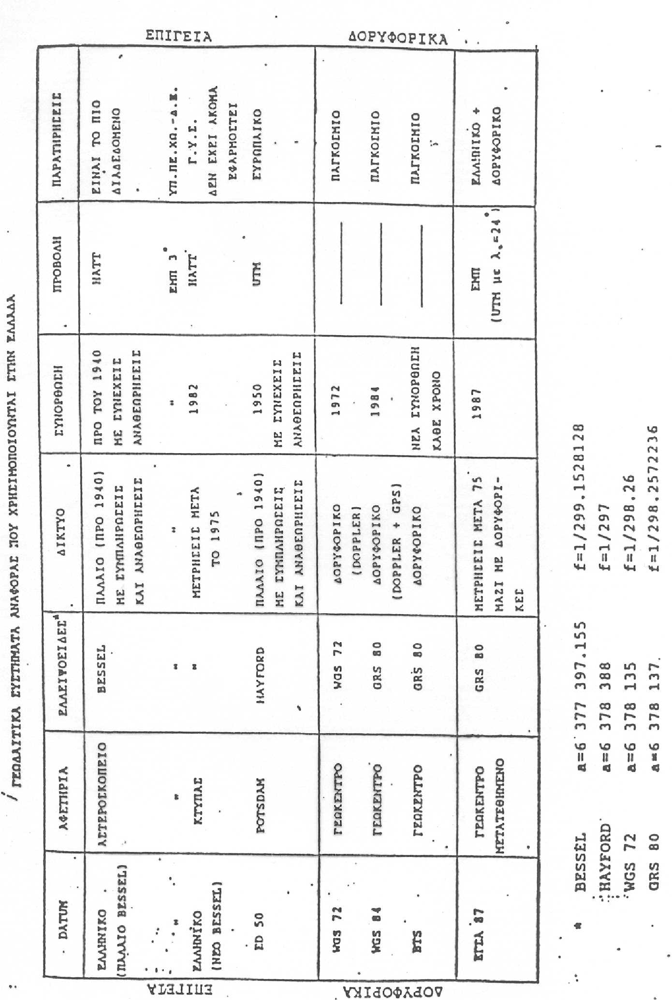 ΓΕΩΔΑΙΤΙΚΑ ΣΥΣΤΗΜΑΤΑ ΑΝΑΦΟΡΑΣ ΠΟΥ ΧΡΗΣΙΜΟΠΟΙΟΥΝΤΑΙ ΣΤΗΝ ΕΛΛΑΔΑ
DATUM ΑΦΕΤΗΡΙΑ ΕΛΛΕΙΨΟΕΙΔΕΣ* ΔΙΚΤΥΟ ΣΥΝΟΡΘΩΣΗ ΠΡΟΒΟΛΗ ΠΑΡΑΤΗΡΗΣΕΙΣ
ΕΠΙΓΕΙΑ
ΕΛΛΗΝΙΚΟ ΑΣΤΕΡΟΣΚΟΠΕΙΟ BESSEL ΠΑΛΑΙΟ (ΠΡΟ 1940) ΠΡΟ ΤΟΥ 1940 HATT ΕΙΝΑΙ ΤΟ ΠΙΟ
(ΠΑΛΑΙΟ BESSEL) ΜΕ ΣΥΜΠΛΗΡΩΣΕΙΣ ΜΕ ΣΥΝΕΧΕΙΣ ΔΙΑΔΕΔΟΜΕΝΟ
ΚΑΙ ΑΝΑΘΕΩΡΗΣΕΙΣ ΑΝΑΘΕΩΡΗΣΕΙΣ
" " " " " ΕΜΠ 3° ΥΠ.ΠΕ.ΧΩ.-Δ.Ε.
ΕΛΛΗΝΙΚΟ ΚΤΥΠΑΣ " ΜΕΤΡΗΣΕΙΣ ΜΕΤΑ 1982 HATT Γ.Υ.Σ.
(ΝΕΟ BESSEL) ΤΟ 1975 ΔΕΝ ΕΧΕΙ ΑΚΟΜΑ
ΕΦΑΡΜΟΣΤΕΙ
ED 50 POTSDAM HAYFORD ΠΑΛΑΙΟ (ΠΡΟ 1940) 1950 UTM ΕΥΡΩΠΑΙΚΟ
ΜΕ ΣΥΜΠΛΗΡΩΣΕΙΣ ΜΕ ΣΥΝΕΧΕΙΣ
ΚΑΙ ΑΝΑΘΕΩΡΗΣΕΙΣ ΑΝΑΘΕΩΡΗΣΕΙΣ
ΕΠΙΓΕΙΑ
ΔΟΡΥΦΟΡΙΚΑ
WGS 72 ΓΕΩΚΕΝΤΡΟ WGS 72 ΔΟΡΥΦΟΡΙΚΟ 1972 ΠΑΓΚΟΣΜΙΟ
(DOPPLER)
WGS 84 ΓΕΩΚΕΝΤΡΟ GRS 80 ΔΟΡΥΦΟΡΙΚΟ 1984 ΠΑΓΚΟΣΜΙΟ
(DOPPLER + GPS)
BTS ΓΕΩΚΕΝΤΡΟ GRS 80 ΔΟΡΥΦΟΡΙΚΟ ΝΕΑ ΣΥΝΟΡΘΩΣΗ ΠΑΓΚΟΣΜΙΟ
ΚΑΘΕ ΧΡΟΝΟ
ΔΟΡΥΦΟΡΙΚΑ
ΕΓΣΑ 87 ΓΕΩΚΕΝΤΡΟ GRS 80 ΜΕΤΡΗΣΕΙΣ ΜΕΤΑ 75 1987 ΕΜΠ ΕΛΛΗΝΙΚΟ +
ΜΕΤΑΤΕΘΗΜΕΝΟ ΜΑΖΙ ΜΕ ΔΟΡΥΦΟΡΙ- (UTM με λ₀=24°) ΔΟΡΥΦΟΡΙΚΟ
ΚΕΣ
* BESSEL a=6 377 397.155 f=1/299.1528128
HAYFORD a=6 378 388 f=1/297
WGS 72 a=6 378 135 f=1/298.26
GRS 80 a=6 378 137. f=1/298.2572236